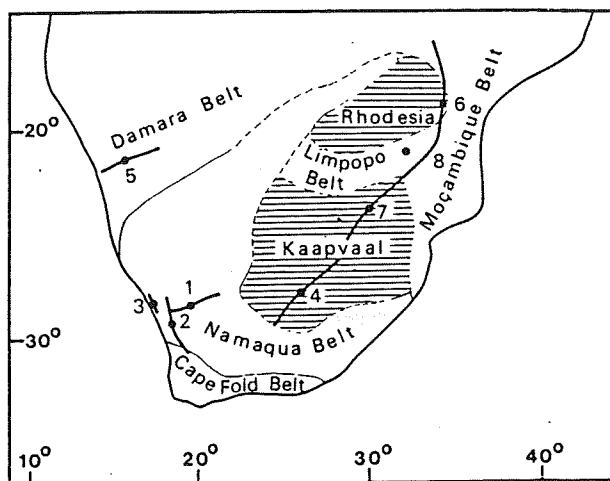 Damara Belt
Moçambique Belt
Rhodesia
6
20°
Limpopo
Belt
8
5
7
Kaapvaal
1
3
4
2
30°
Namaqua Belt
Cape Fold Belt
10°
20°
30°
40°